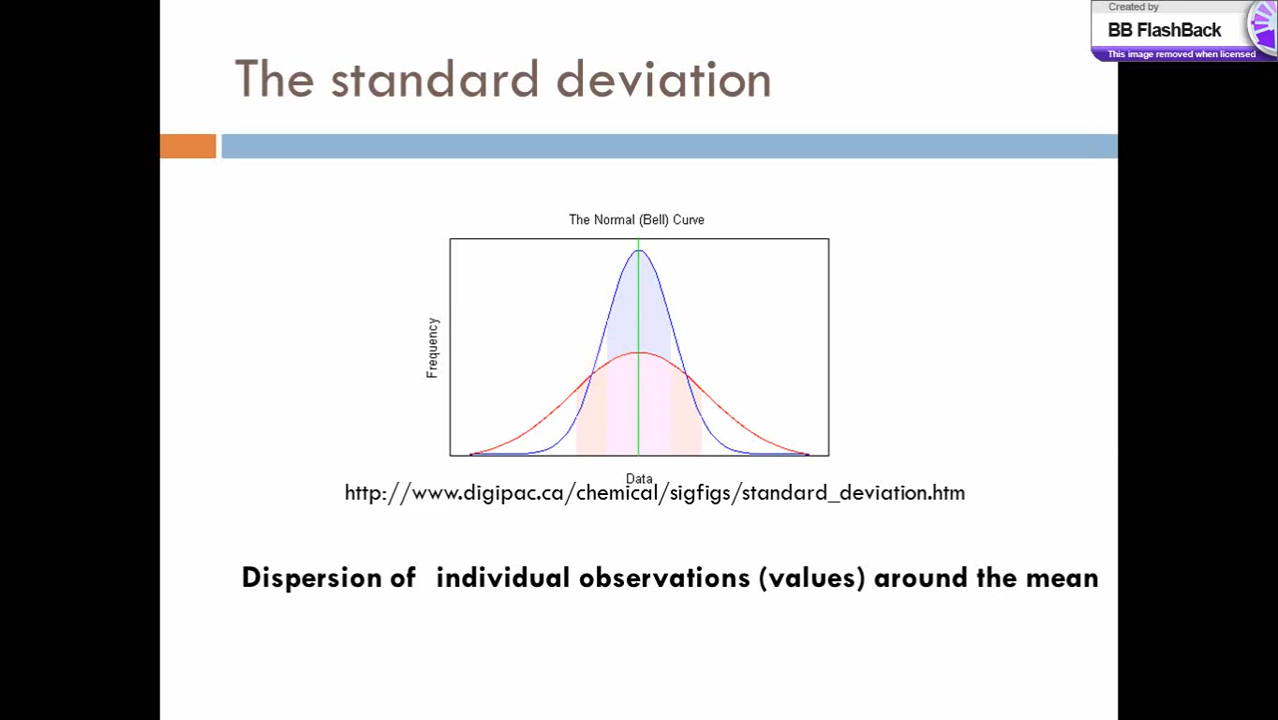 Created by
BB FlashBack
This image removed when licensed
The standard deviation
The Normal (Bell) Curve
Frequency
Data
http://www.digipac.ca/chemical/sigfigs/standard_deviation.htm
Dispersion of individual observations (values) around the mean